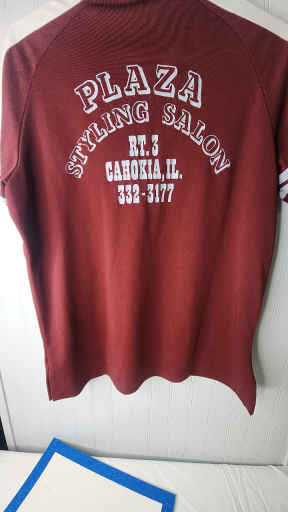 PLAZA
STYLING SALON
RT. 3
CAHOKIA, IL.
332-3177